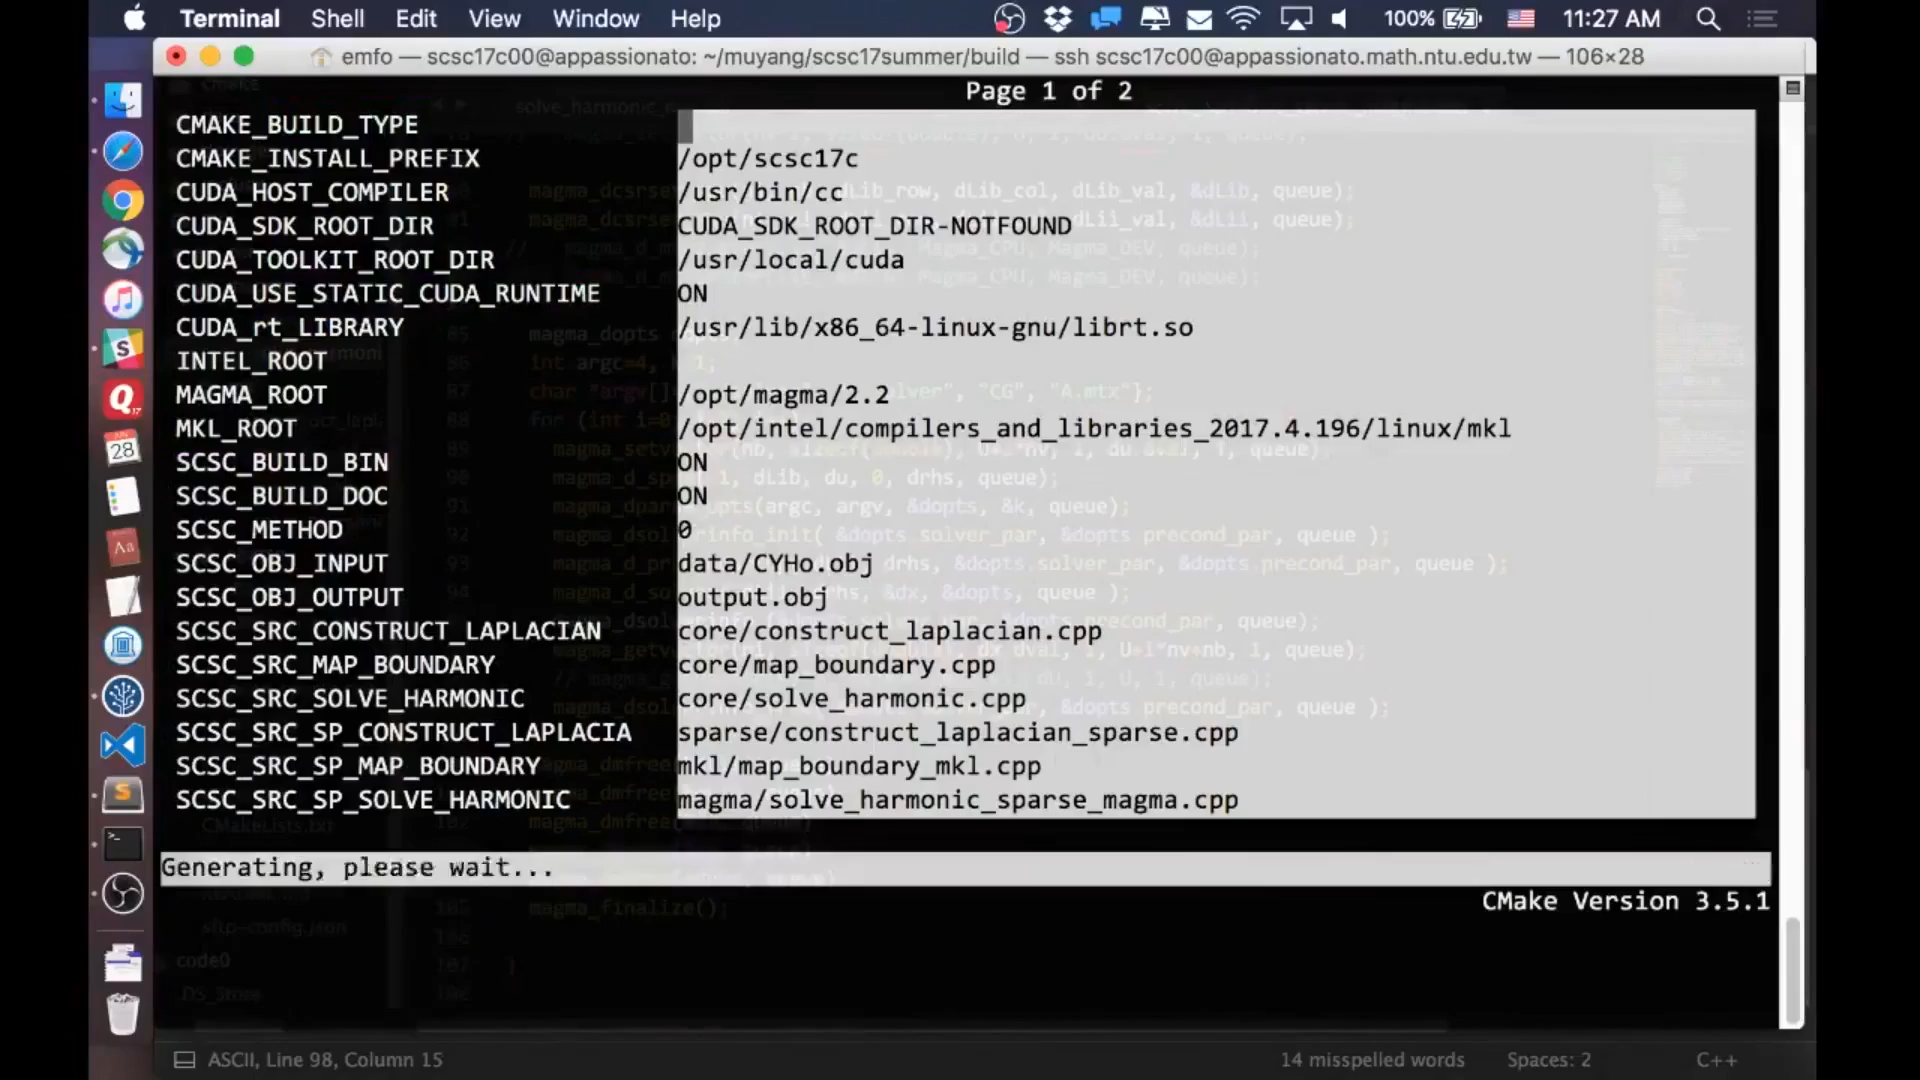 Terminal Shell Edit View Window Help 100% 11:27 AM
emfo — scsc17c00@appassionato: ~/muyang/scsc17summer/build — ssh scsc17c00@appassionato.math.ntu.edu.tw — 106×28
Page 1 of 2
CMAKE_BUILD_TYPE
CMAKE_INSTALL_PREFIX /opt/scsc17c
CUDA_HOST_COMPILER /usr/bin/cc
CUDA_SDK_ROOT_DIR CUDA_SDK_ROOT_DIR-NOTFOUND
CUDA_TOOLKIT_ROOT_DIR /usr/local/cuda
CUDA_USE_STATIC_CUDA_RUNTIME ON
CUDA_rt_LIBRARY /usr/lib/x86_64-linux-gnu/librt.so
INTEL_ROOT
MAGMA_ROOT /opt/magma/2.2
MKL_ROOT /opt/intel/compilers_and_libraries_2017.4.196/linux/mkl
SCSC_BUILD_BIN ON
SCSC_BUILD_DOC ON
SCSC_METHOD 0
SCSC_OBJ_INPUT data/CYHo.obj
SCSC_OBJ_OUTPUT output.obj
SCSC_SRC_CONSTRUCT_LAPLACIAN core/construct_laplacian.cpp
SCSC_SRC_MAP_BOUNDARY core/map_boundary.cpp
SCSC_SRC_SOLVE_HARMONIC core/solve_harmonic.cpp
SCSC_SRC_SP_CONSTRUCT_LAPLACIA sparse/construct_laplacian_sparse.cpp
SCSC_SRC_SP_MAP_BOUNDARY mkl/map_boundary_mkl.cpp
SCSC_SRC_SP_SOLVE_HARMONIC magma/solve_harmonic_sparse_magma.cpp
Generating, please wait...
CMake Version 3.5.1
magma_finalize();
sftp-config.json
code0
.DS_Store
ASCII, Line 98, Column 15 14 misspelled words Spaces: 2 C++